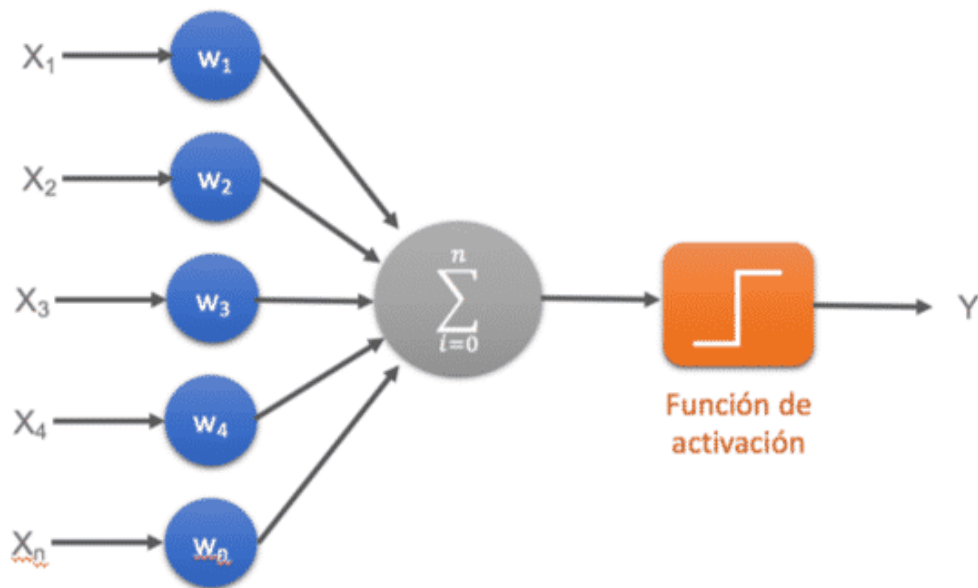 X₁
w₁
X₂
w₂
X₃
w₃
X₄
w₄
Xₙ
wₙ
n
∑
i=0
Función de
activación
Y